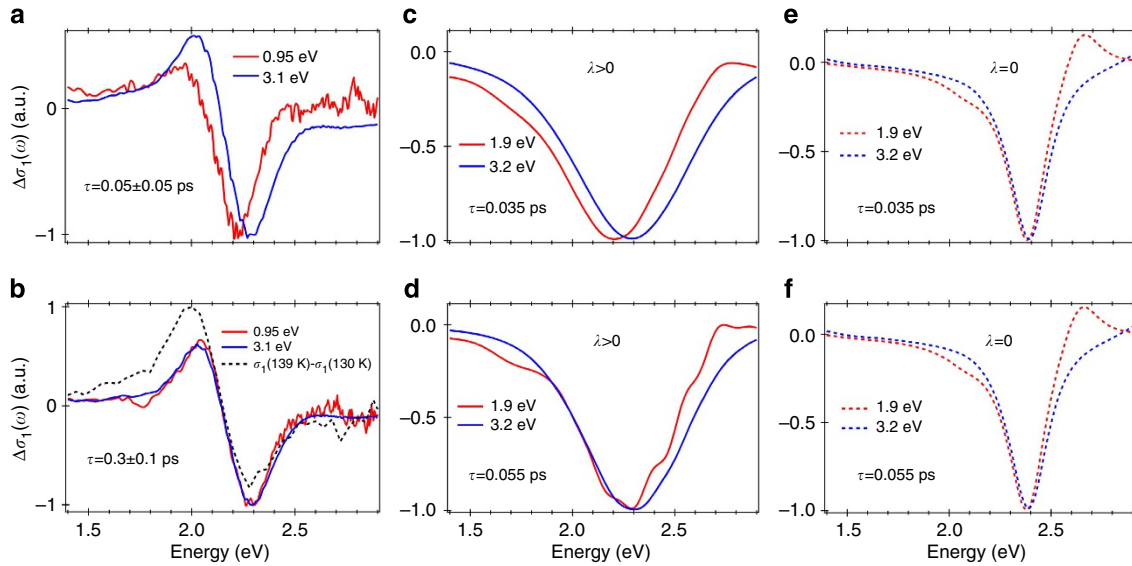 a
Δσ₁(ω) (a.u.)
0
−1
0.95 eV
3.1 eV
τ=0.05±0.05 ps
c
0.0
−0.5
−1.0
λ>0
1.9 eV
3.2 eV
τ=0.035 ps
e
0.0
−0.5
−1.0
λ=0
1.9 eV
3.2 eV
τ=0.035 ps
b
Δσ₁(ω) (a.u.)
1
0
−1
0.95 eV
3.1 eV
σ₁(139 K)-σ₁(130 K)
τ=0.3±0.1 ps
1.5 2.0 2.5
Energy (eV)
d
0.0
−0.5
−1.0
λ>0
1.9 eV
3.2 eV
τ=0.055 ps
1.5 2.0 2.5
Energy (eV)
f
0.0
−0.5
−1.0
λ=0
1.9 eV
3.2 eV
τ=0.055 ps
1.5 2.0 2.5
Energy (eV)